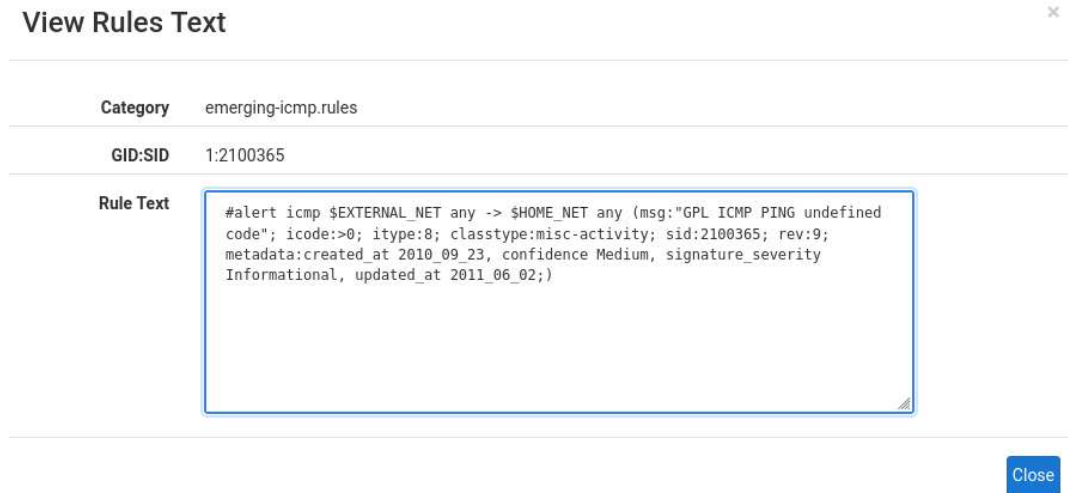 View Rules Text
×
Category emerging-icmp.rules
GID:SID 1:2100365
Rule Text
#alert icmp $EXTERNAL_NET any -> $HOME_NET any (msg:"GPL ICMP PING undefined
code"; icode:>0; itype:8; classtype:misc-activity; sid:2100365; rev:9;
metadata:created_at 2010_09_23, confidence Medium, signature_severity
Informational, updated_at 2011_06_02;)
Close